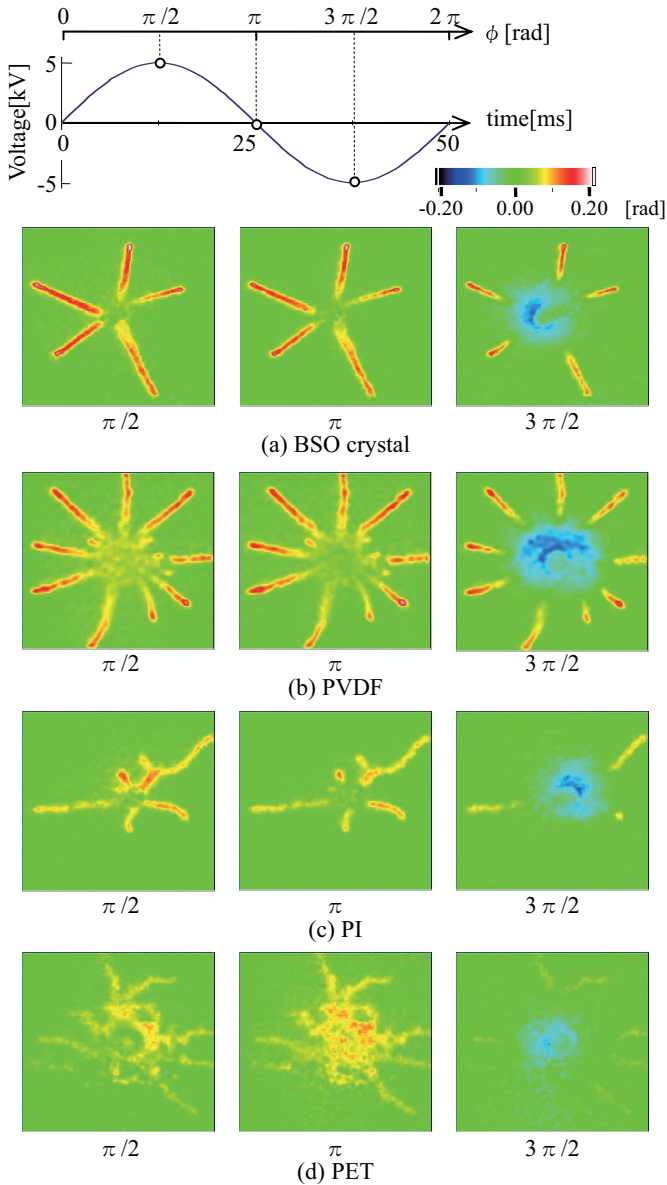 0 π /2 π 3 π /2 2 π ϕ [rad]
5
Voltage[kV]
0
time[ms]
0 25 50
-5
-0.20 0.00 0.20 [rad]
π /2 π 3 π /2
(a) BSO crystal
π /2 π 3 π /2
(b) PVDF
π /2 π 3 π /2
(c) PI
π /2 π 3 π /2
(d) PET